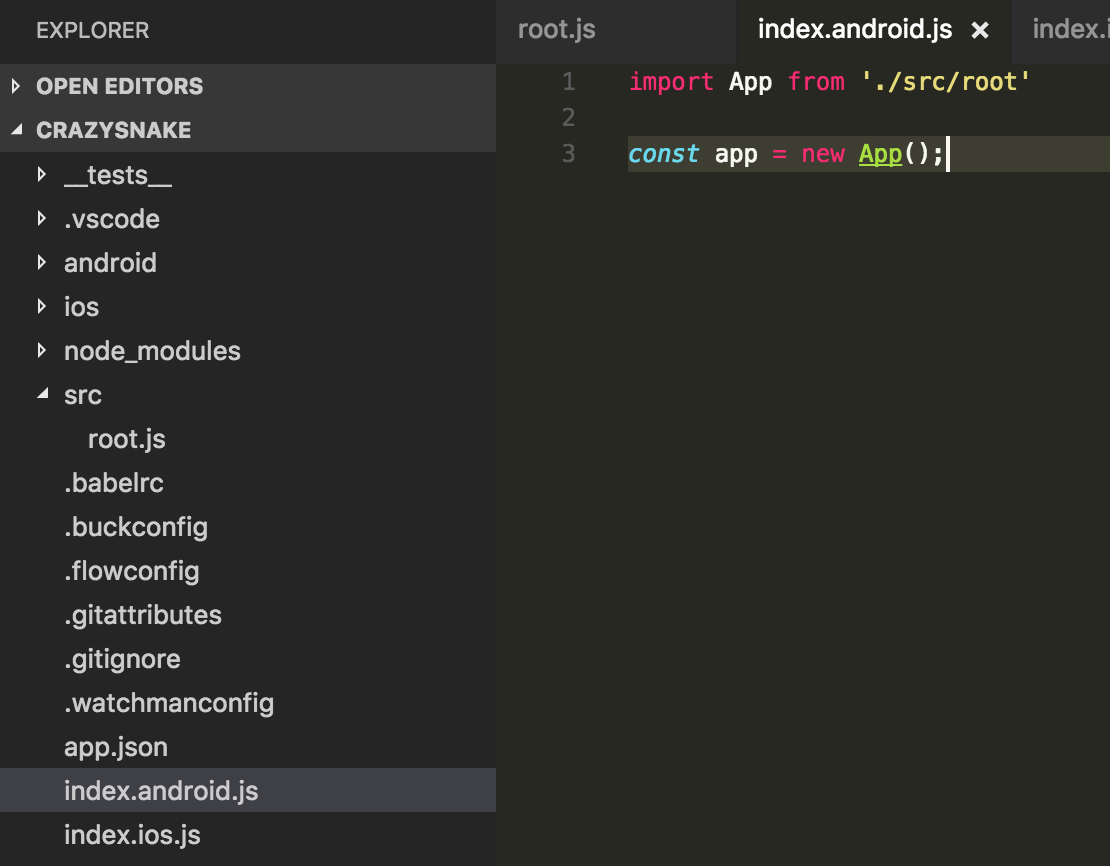 EXPLORER
OPEN EDITORS
CRAZYSNAKE
__tests__
.vscode
android
ios
node_modules
src
root.js
.babelrc
.buckconfig
.flowconfig
.gitattributes
.gitignore
.watchmanconfig
app.json
index.android.js
index.ios.js
root.js index.android.js × index.i
1 import App from './src/root'
2
3 const app = new App();